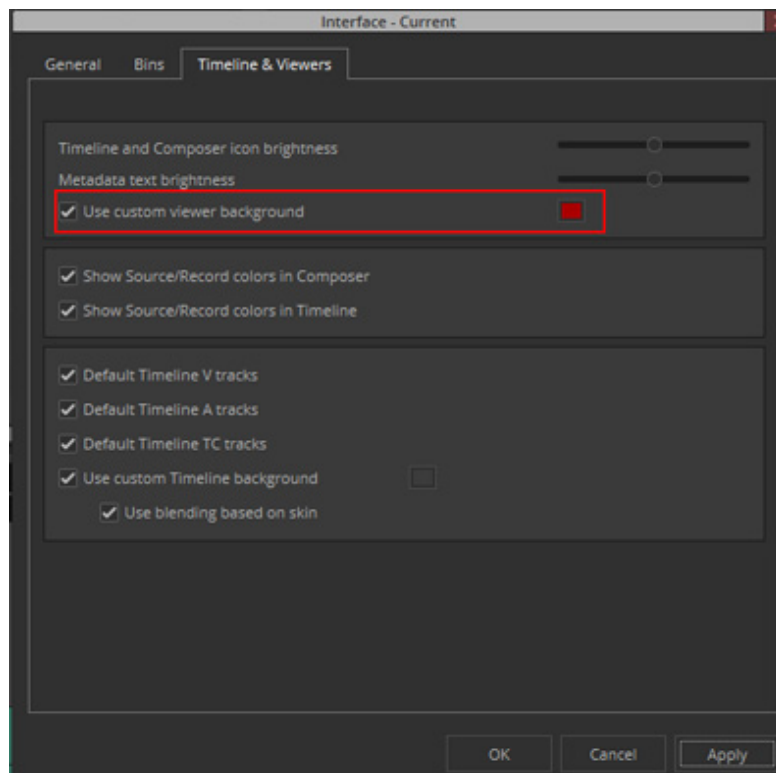 Interface - Current
General Bins Timeline & Viewers
Timeline and Composer icon brightness
Metadada text brightness
Use custom viewer background
Show Source/Record colors in Composer
Show Source/Record colors in Timeline
Default Timeline V tracks
Default Timeline A tracks
Default Timeline TC tracks
Use custom Timeline background
Use blending based on skin
OK Cancel Apply